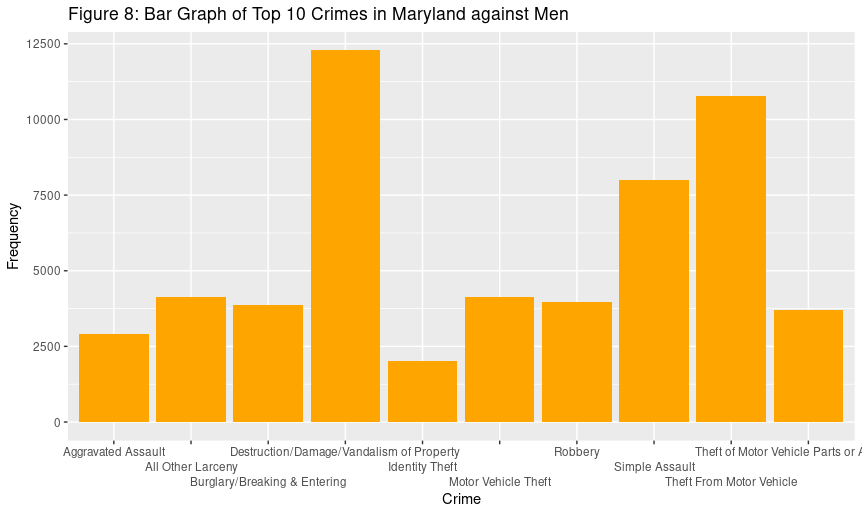 Figure 8: Bar Graph of Top 10 Crimes in Maryland against Men
Frequency
12500
10000
7500
5000
2500
0
Aggravated Assault
Destruction/Damage/Vandalism of Property
Robbery
Theft of Motor Vehicle Parts or A
All Other Larceny
Identity Theft
Simple Assault
Burglary/Breaking & Entering
Motor Vehicle Theft
Theft From Motor Vehicle
Crime